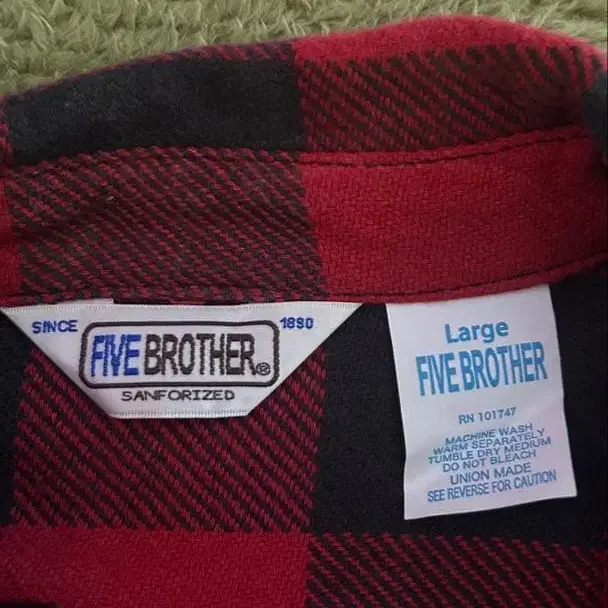 SINCE 1890
FIVE BROTHER®
SANFORIZED
Large
FIVE BROTHER
RN 101747
MACHINE WASH
WARM SEPARATELY
TUMBLE DRY MEDIUM
DO NOT BLEACH
UNION MADE
SEE REVERSE FOR CAUTION